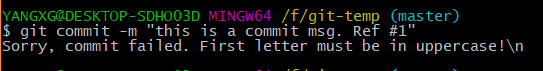 YANGXG@DESKTOP-SDHO03D MINGW64 /f/git-temp (master)
$ git commit -m "this is a commit msg. Ref #1"
Sorry, commit failed. First letter must be in uppercase!\n